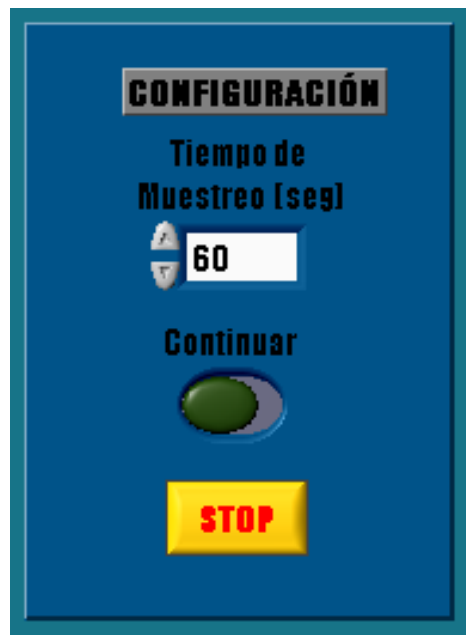 CONFIGURACIÓN
Tiempo de
Muestreo [seg]
60
Continuar
STOP